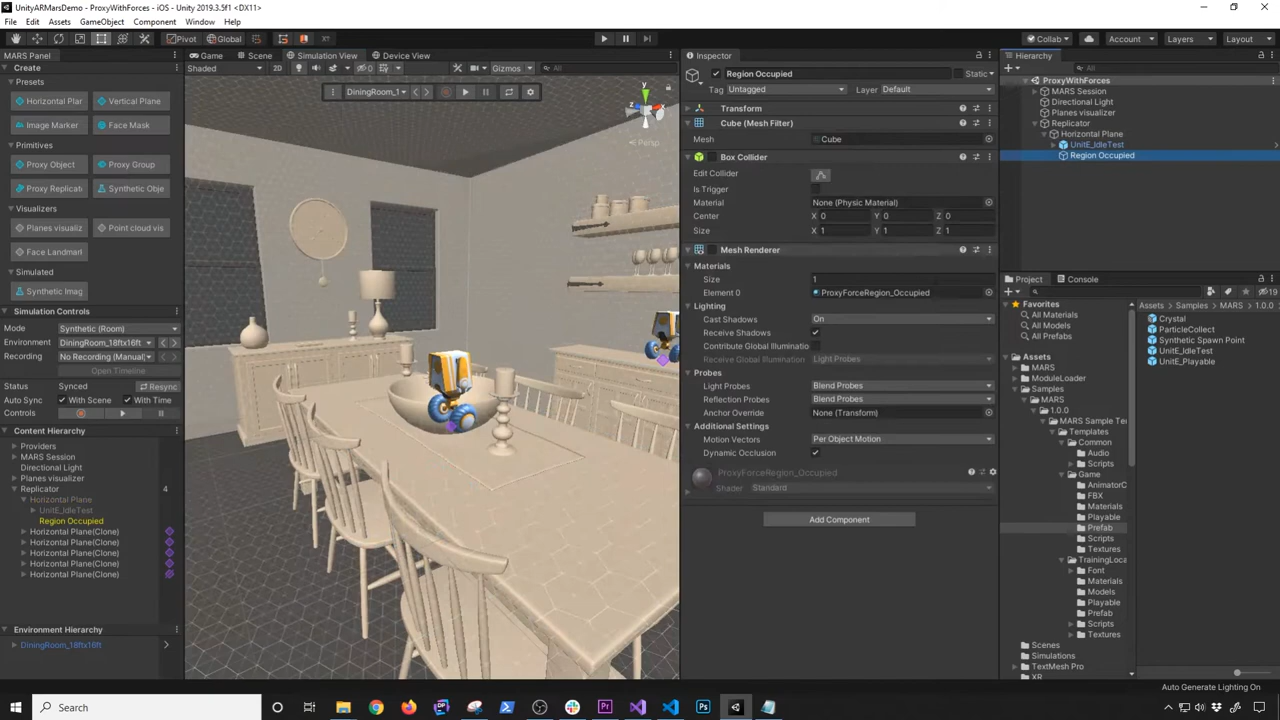 UnityARMarsDemo - ProxyWithForces - iOS - Unity 2019.3.5f1 <DX11>
File Edit Assets GameObject Component Window Help
Pivot Global
Collab Account Layers Layout
MARS Panel
Create
Presets
Horizontal Plar Vertical Plane
Image Marker Face Mask
Primitives
Proxy Object Proxy Group
Proxy Replicato Synthetic Obje
Visualizers
Planes visualiz Point cloud vis
Face Landmar
Simulated
Synthetic Imag
Simulation Controls
Mode Synthetic (Room)
Environment DiningRoom_18ftx16ft
Recording No Recording (Manual)
Open Timeline
Status Synced Resync
Auto Sync With Scene With Time
Controls
Content Hierarchy
Providers
MARS Session
Directional Light
Planes visualizer
Replicator 4
Horizontal Plane
UnitE_IdleTest
Region Occupied
Horizontal Plane(Clone)
Horizontal Plane(Clone)
Horizontal Plane(Clone)
Horizontal Plane(Clone)
Horizontal Plane(Clone)
Environment Hierarchy
DiningRoom_18ftx16ft
Game Scene Simulation View Device View
Shaded 2D 0 Gizmos All
DiningRoom_1
y
z x
Persp
Inspector
Region Occupied Static
Tag Untagged Layer Default
Transform
Cube (Mesh Filter)
Mesh Cube
Box Collider
Edit Collider
Is Trigger
Material None (Physic Material)
Center X 0 Y 0 Z 0
Size X 1 Y 1 Z 1
Mesh Renderer
Materials
Size 1
Element 0 ProxyForceRegion_Occupied
Lighting
Cast Shadows On
Receive Shadows
Contribute Global Illuminatio
Receive Global Illumination Light Probes
Probes
Light Probes Blend Probes
Reflection Probes Blend Probes
Anchor Override None (Transform)
Additional Settings
Motion Vectors Per Object Motion
Dynamic Occlusion
ProxyForceRegion_Occupied
Shader Standard
Add Component
Hierarchy
All
ProxyWithForces
MARS Session
Directional Light
Planes visualizer
Replicator
Horizontal Plane
UnitE_IdleTest
Region Occupied
Project Console
19
Favorites
All Materials
All Models
All Prefabs
Assets
MARS
ModuleLoader
Samples
MARS
1.0.0
MARS Sample Te
Templates
Common
Audio
Scripts
Game
AnimatorC
FBX
Materials
Playable
Prefab
Scripts
Textures
TrainingLoca
Font
Materials
Models
Playable
Prefab
Scripts
Textures
Scenes
Simulations
TextMesh Pro
XR
Assets > Samples > MARS > 1.0.0
Crystal
ParticleCollect
Synthetic Spawn Point
UnitE_IdleTest
UnitE_Playable
Auto Generate Lighting On
Search